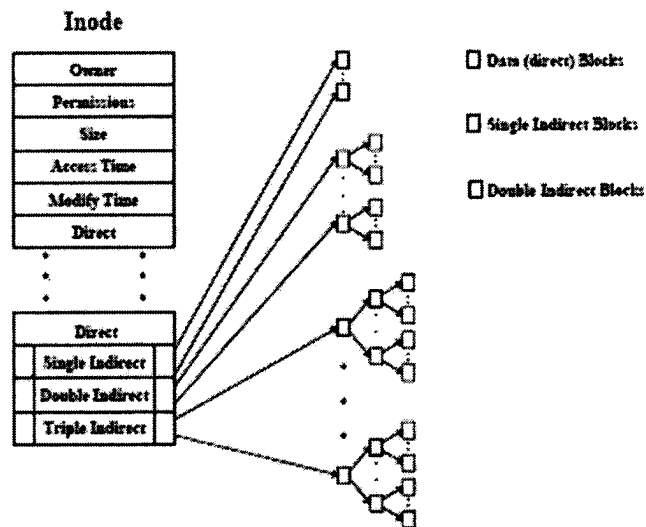 Inode
Owner
Permissions
Size
Access Time
Modify Time
Direct
Direct
Single Indirect
Double Indirect
Triple Indirect
Data (direct) Blocks
Single Indirect Blocks
Double Indirect Blocks